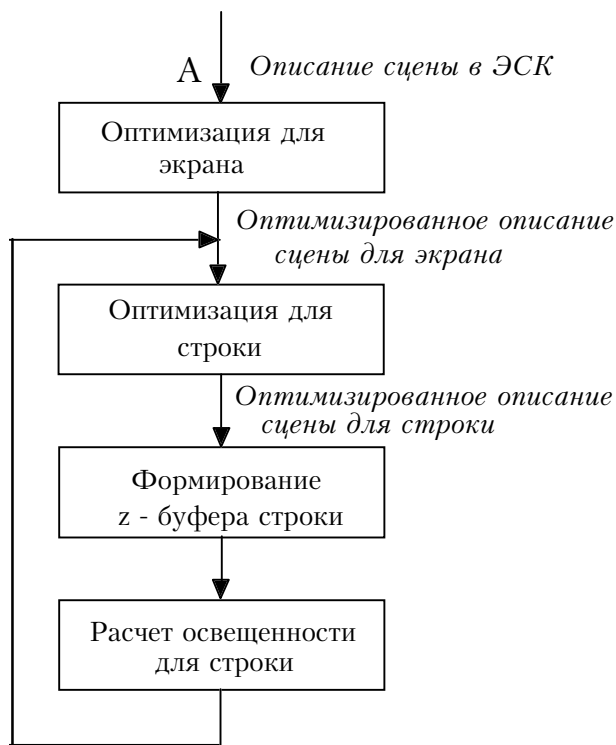 А
Описание сцены в ЭСК
Оптимизация для
экрана
Оптимизированное описание
сцены для экрана
Оптимизация для
строки
Оптимизированное описание
сцены для строки
Формирование
z - буфера строки
Расчет освещенности
для строки